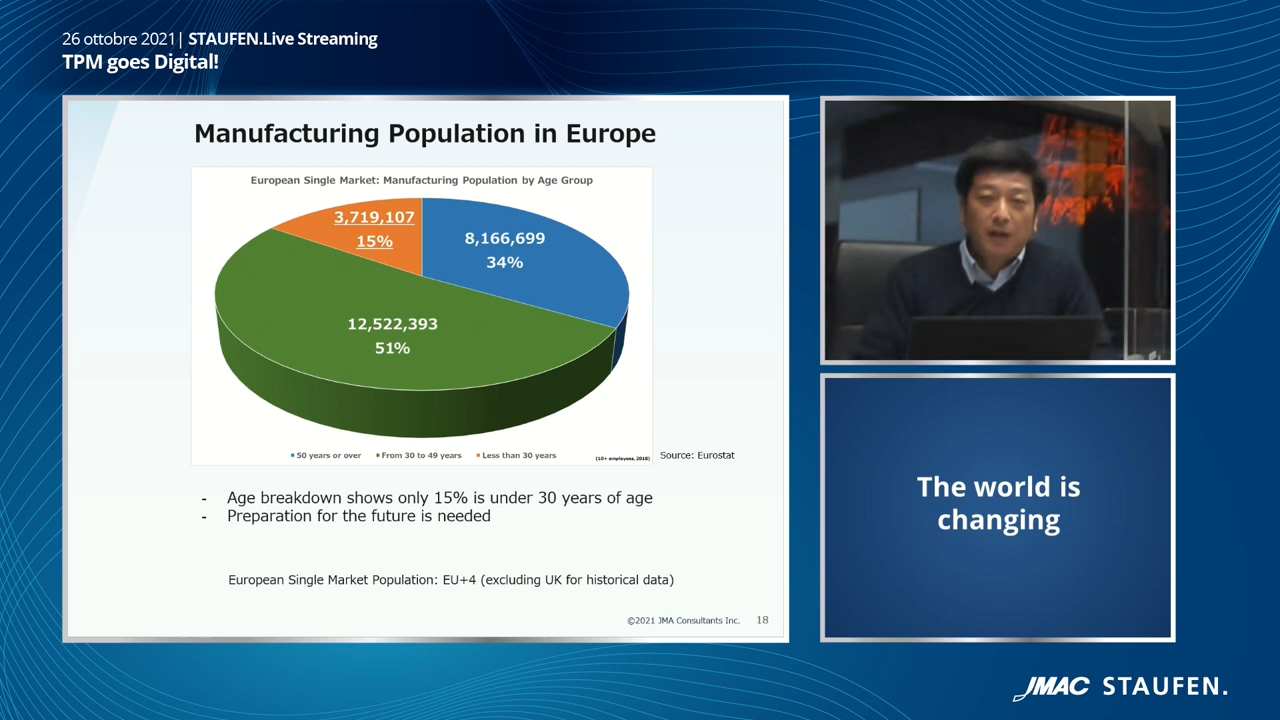 26 ottobre 2021| STAUFEN.Live Streaming
TPM goes Digital!
Manufacturing Population in Europe
European Single Market: Manufacturing Population by Age Group
3,719,107
15%
8,166,699
34%
12,522,393
51%
50 years or over From 30 to 49 years Less than 30 years
(10+ employees, 2018)
Source: Eurostat
- Age breakdown shows only 15% is under 30 years of age
- Preparation for the future is needed
European Single Market Population: EU+4 (excluding UK for historical data)
©2021 JMA Consultants Inc. 18
The world is
changing
JMAC STAUFEN.